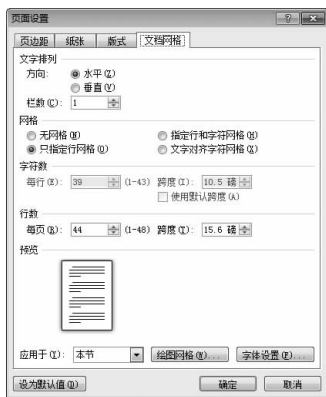 页面设置
页边距 纸张 版式 文档网格
文字排列
方向: 水平(Z)
垂直(V)
栏数(C): 1
网格
无网格(N) 指定行和字符网格(H)
只指定行网格(O) 文字对齐字符网格(X)
字符数
每行(E): 39 (1-43) 跨度(I): 10.5 磅
使用默认跨度(A)
行数
每页(R): 44 (1-48) 跨度(T): 15.6 磅
预览
应用于(Y): 本节 绘图网格(W)... 字体设置(F)...
设为默认值(D) 确定 取消